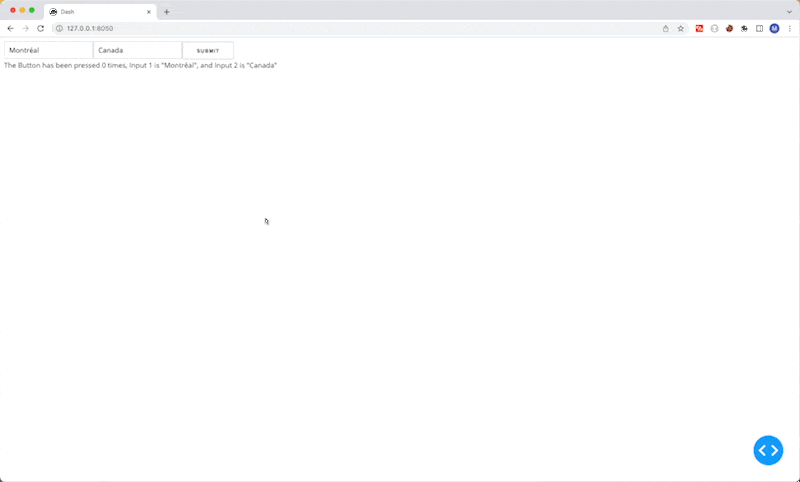 Dash
127.0.0.1:8050
Montréal Canada SUBMIT
The Button has been pressed 0 times, Input 1 is "Montréal", and Input 2 is "Canada"
M